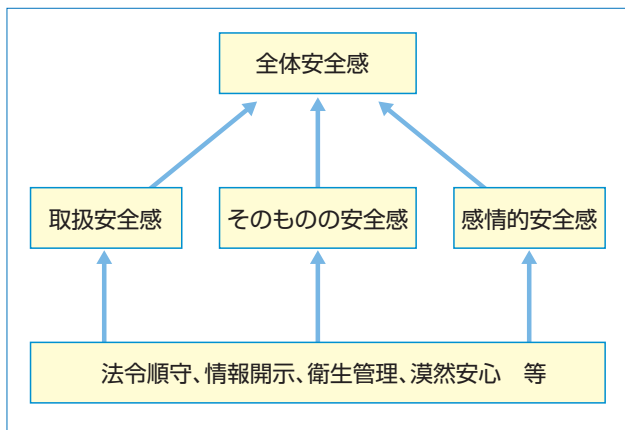 全体安全感
取扱安全感
そのものの安全感
感情的安全感
法令順守、情報開示、衛生管理、漠然安心　等